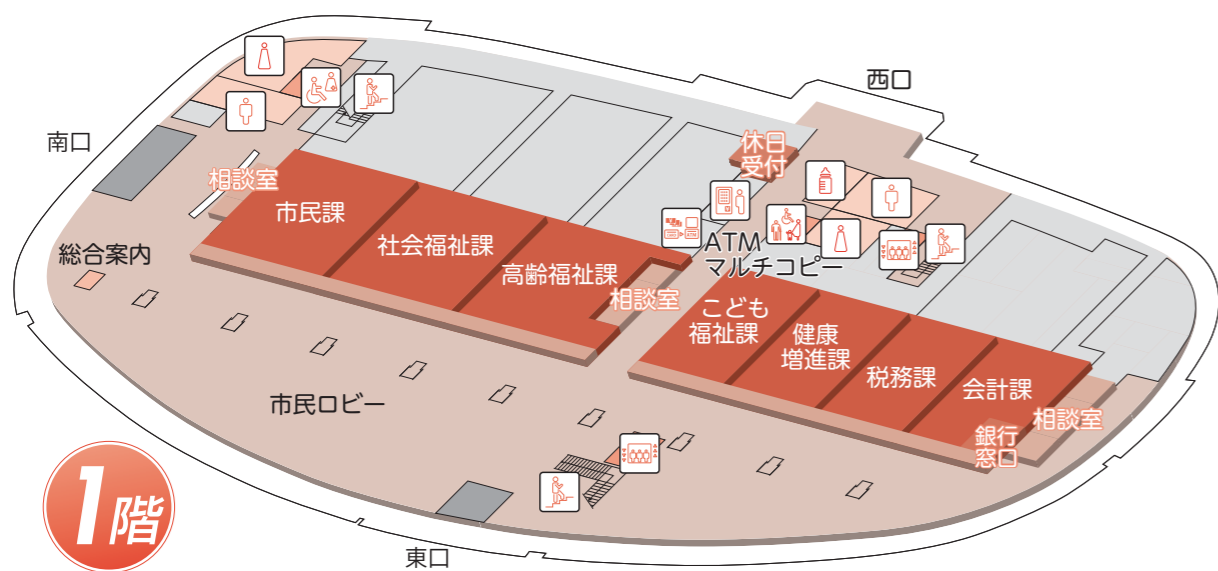 西口
南口
休日
受付
相談室
市民課
社会福祉課
高齢福祉課
相談室
ATM
マルチコピー
総合案内
こども
福祉課
健康
増進課
税務課
会計課
相談室
銀行
窓口
市民ロビー
1階
東口